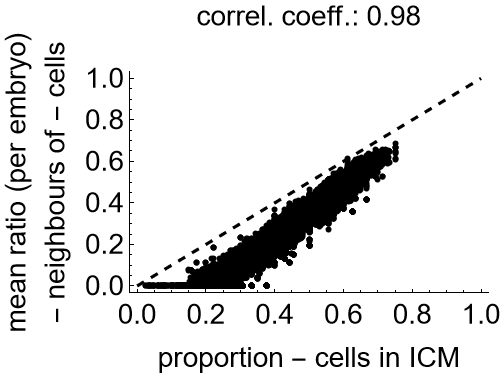 correl. coeff.: 0.98
mean ratio (per embryo)
– neighbours of – cells
1.0
0.8
0.6
0.4
0.2
0.0
0.0 0.2 0.4 0.6 0.8 1.0
proportion – cells in ICM